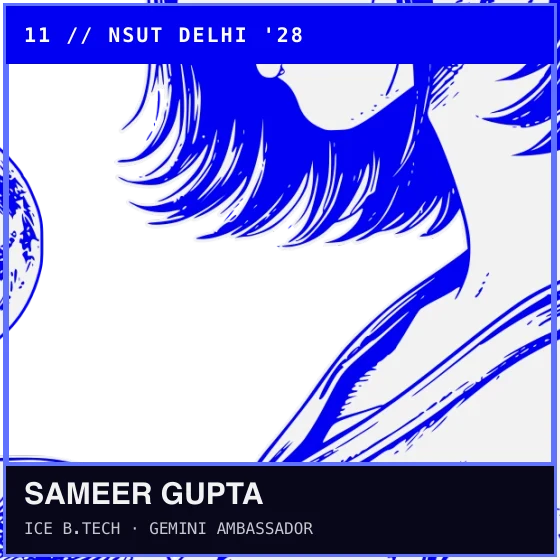 11 // NSUT DELHI '28
SAMEER GUPTA
ICE B.TECH · GEMINI AMBASSADOR